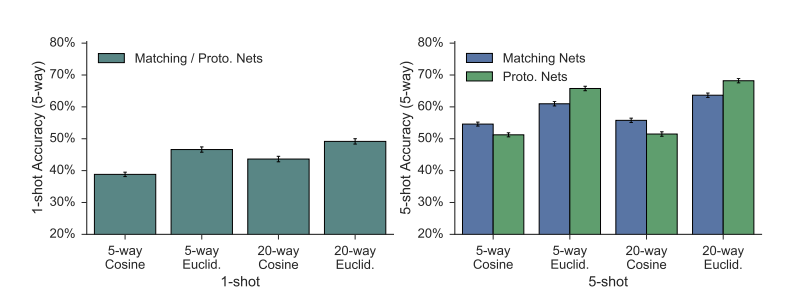 80%
70%
60%
50%
40%
30%
20%
1-shot Accuracy (5-way)
Matching / Proto. Nets
5-way Cosine
5-way Euclid.
20-way Cosine
20-way Euclid.
1-shot
80%
70%
60%
50%
40%
30%
20%
5-shot Accuracy (5-way)
Matching Nets
Proto. Nets
5-way Cosine
5-way Euclid.
20-way Cosine
20-way Euclid.
5-shot